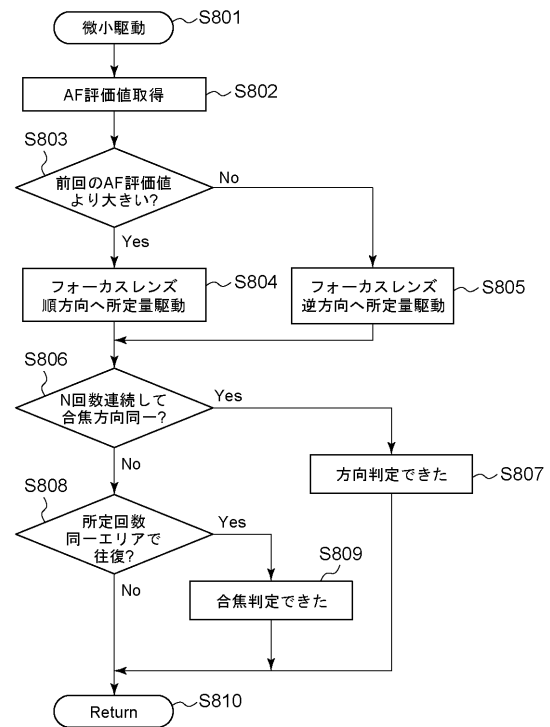 微小駆動
S801
AF評価値取得
S802
S803
前回のAF評価値
より大きい?
No
Yes
フォーカスレンズ
順方向へ所定量駆動
S804
フォーカスレンズ
逆方向へ所定量駆動
S805
S806
N回数連続して
合焦方向同一?
Yes
No
方向判定できた
S807
S808
所定回数
同一エリアで
往復?
Yes
No
S809
合焦判定できた
Return
S810